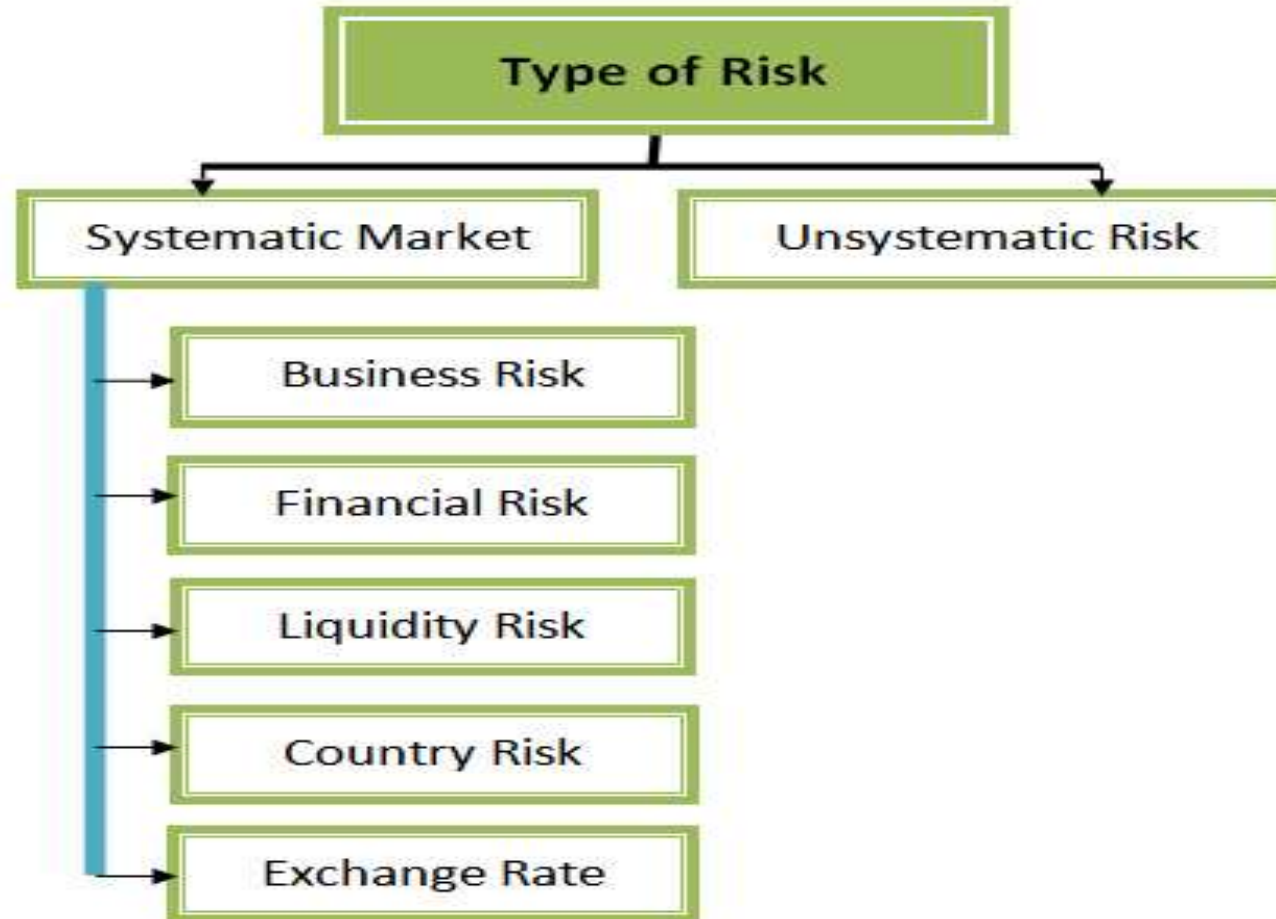 Type of Risk
Systematic Market
Unsystematic Risk
Business Risk
Financial Risk
Liquidity Risk
Country Risk
Exchange Rate